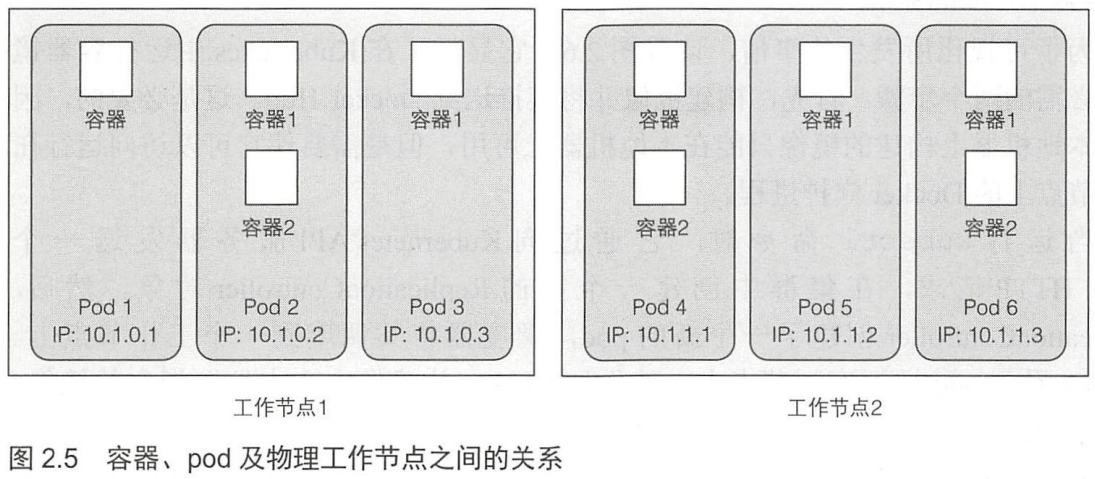 容器
容器1
容器1
容器
容器1
容器1
容器2
容器2
容器2
Pod 1
IP: 10.1.0.1
Pod 2
IP: 10.1.0.2
Pod 3
IP: 10.1.0.3
Pod 4
IP: 10.1.1.1
Pod 5
IP: 10.1.1.2
Pod 6
IP: 10.1.1.3
工作节点1
工作节点2
图 2.5 容器、pod 及物理工作节点之间的关系